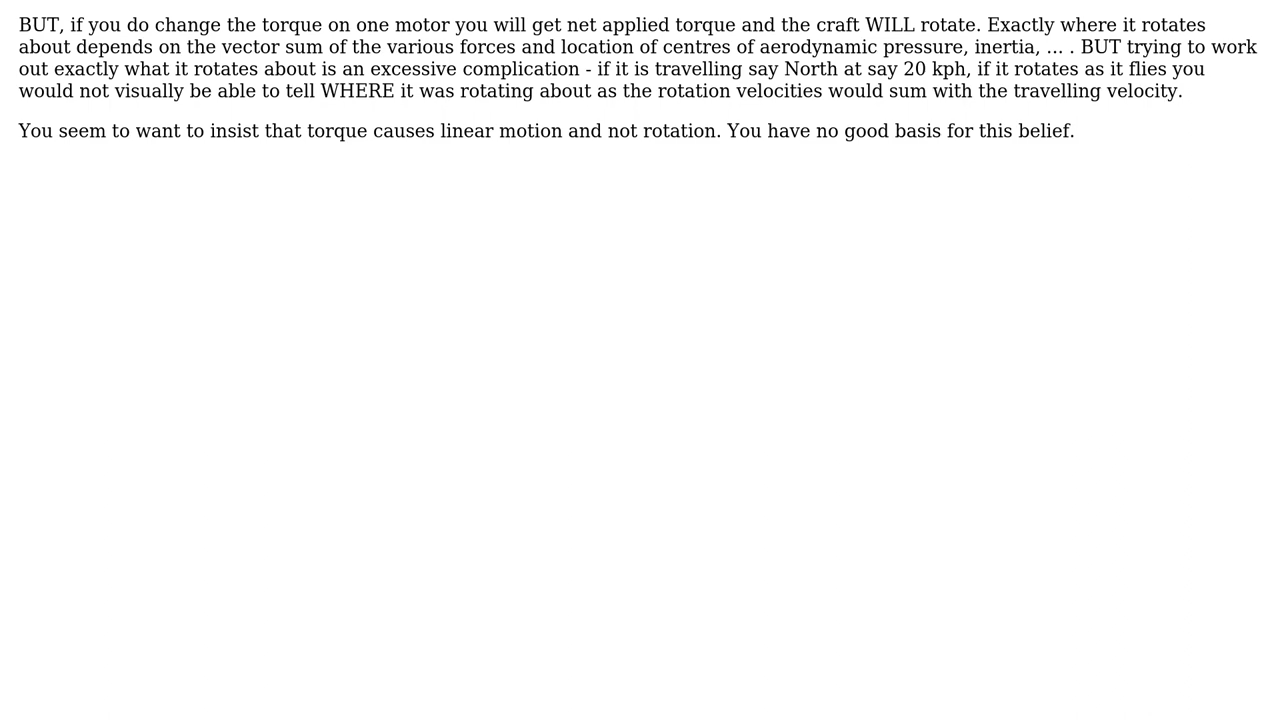 BUT, if you do change the torque on one motor you will get net applied torque and the craft WILL rotate. Exactly where it rotates
about depends on the vector sum of the various forces and location of centres of aerodynamic pressure, inertia, ... . BUT trying to work
out exactly what it rotates about is an excessive complication - if it is travelling say North at say 20 kph, if it rotates as it flies you
would not visually be able to tell WHERE it was rotating about as the rotation velocities would sum with the travelling velocity.
You seem to want to insist that torque causes linear motion and not rotation. You have no good basis for this belief.